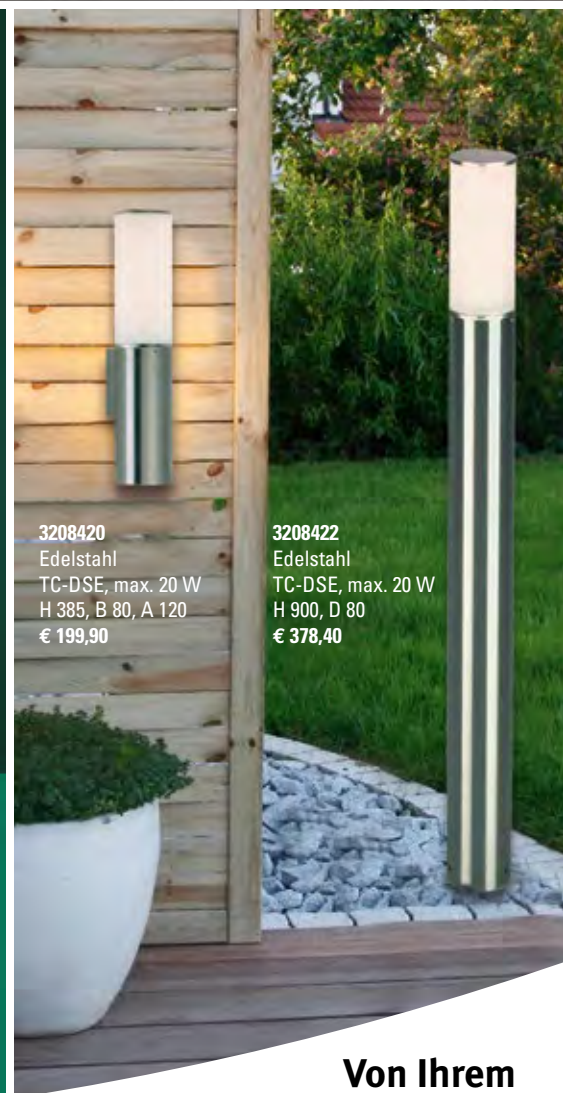 3208420
Edelstahl
TC-DSE, max. 20 W
H 385, B 80, A 120
€ 199,90
3208422
Edelstahl
TC-DSE, max. 20 W
H 900, D 80
€ 378,40
Von Ihrem